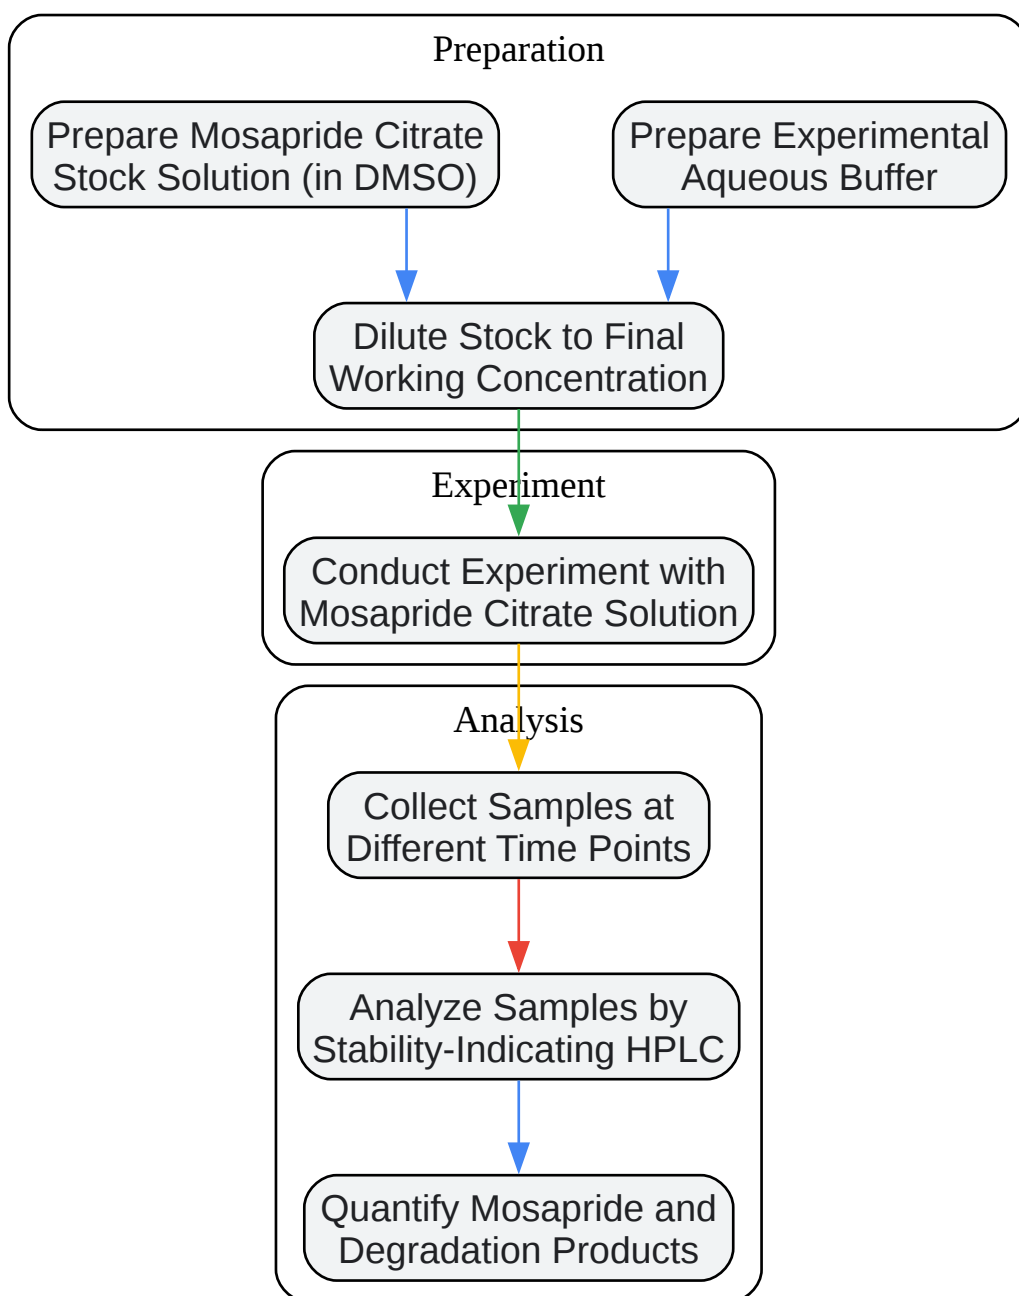 Preparation
Prepare Mosapride Citrate
Stock Solution (in DMSO)
Prepare Experimental
Aqueous Buffer
Dilute Stock to Final
Working Concentration
Experiment
Conduct Experiment with
Mosapride Citrate Solution
Analysis
Collect Samples at
Different Time Points
Analyze Samples by
Stability-Indicating HPLC
Quantify Mosapride and
Degradation Products